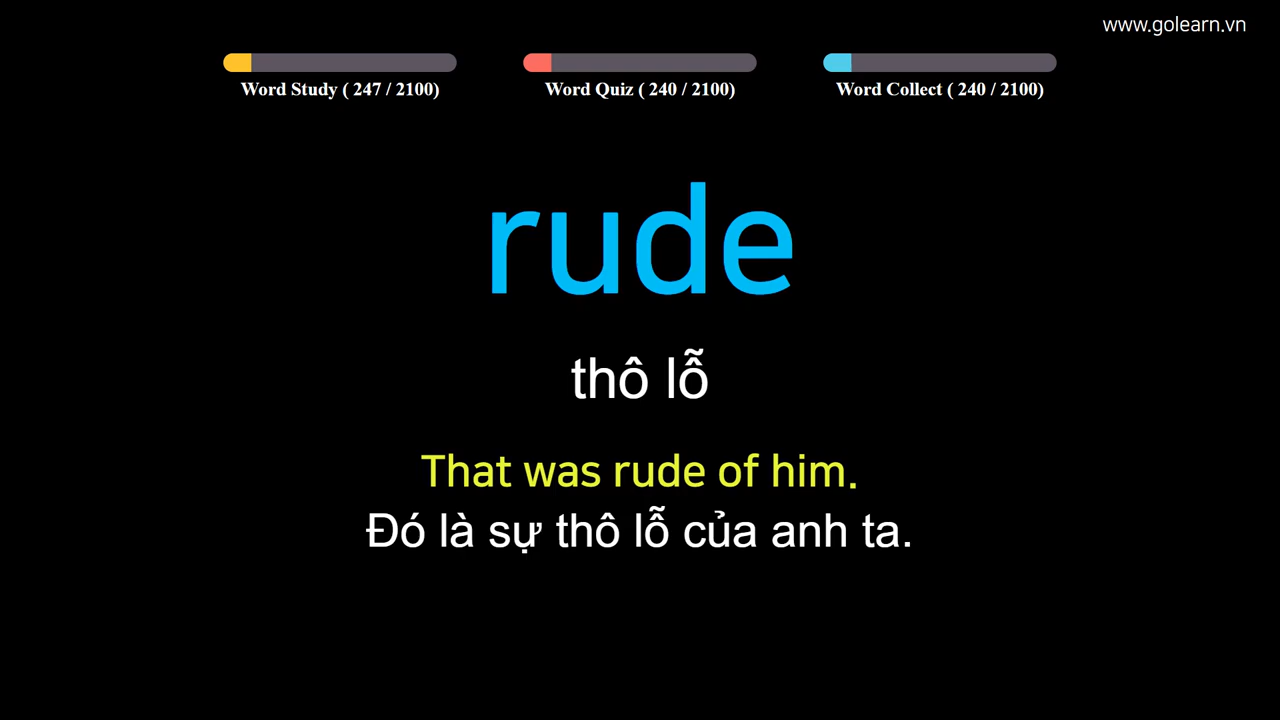 www.golearn.vn
Word Study ( 247 / 2100)
Word Quiz ( 240 / 2100)
Word Collect ( 240 / 2100)
rude
thô lỗ
That was rude of him.
Đó là sự thô lỗ của anh ta.